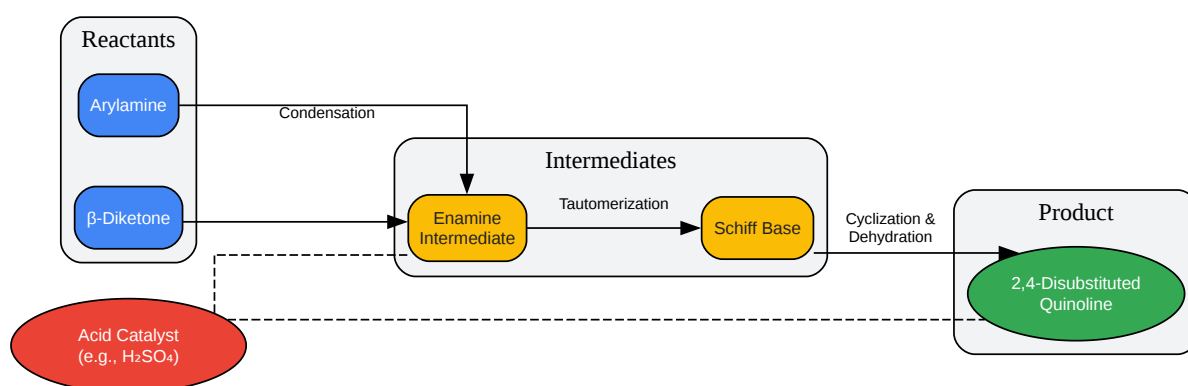 Reactants
Arylamine
Condensation
β-Diketone
Intermediates
Enamine
Intermediate
Tautomerization
Schiff Base
Cyclization &
Dehydration
Product
2,4-Disubstituted
Quinoline
Acid Catalyst
(e.g., H₂SO₄)